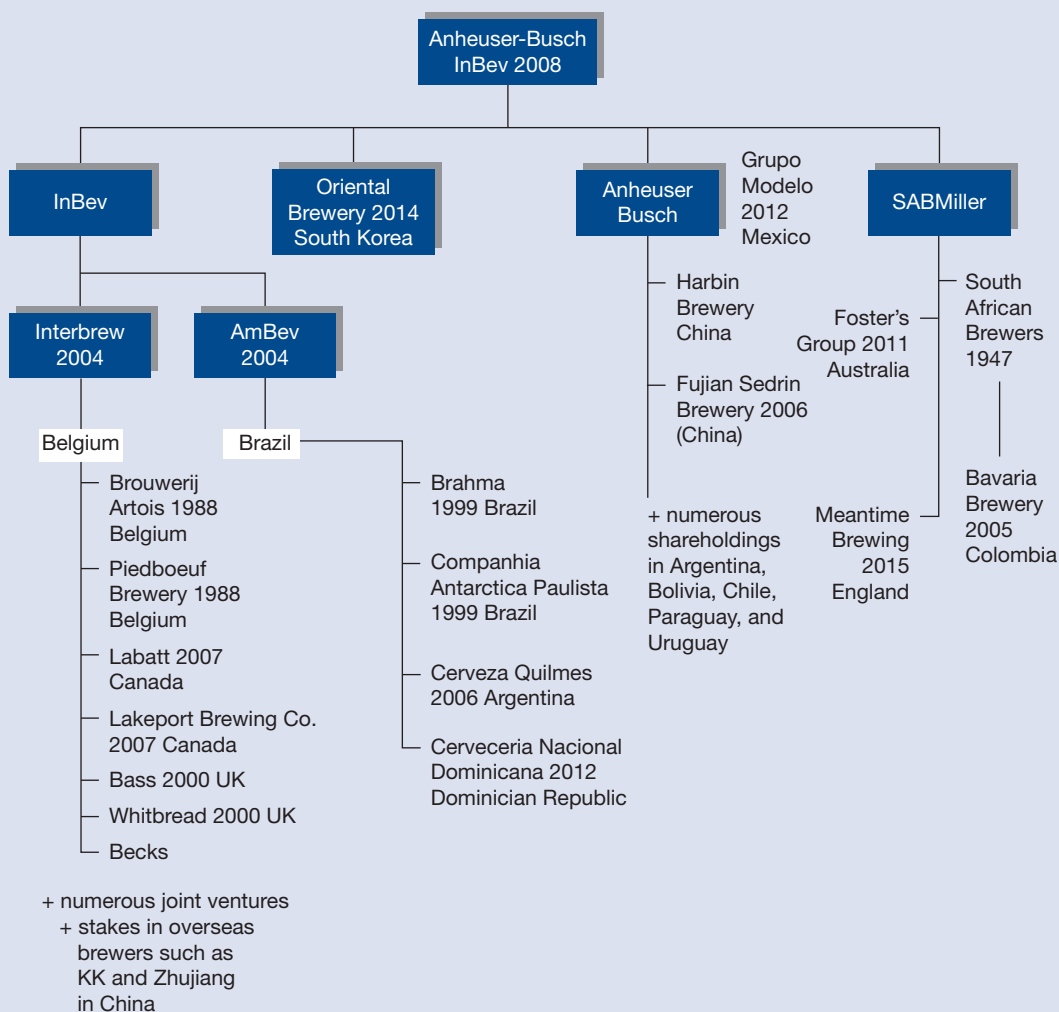 Anheuser-Busch
InBev 2008
InBev
Oriental
Brewery 2014
South Korea
Anheuser
Busch
Grupo
Modelo
2012
Mexico
SABMiller
Interbrew
2004
AmBev
2004
Belgium
Brouwerij
Artois 1988
Belgium
Piedboeuf
Brewery 1988
Belgium
Labatt 2007
Canada
Lakeport Brewing Co.
2007 Canada
Bass 2000 UK
Whitbread 2000 UK
Becks
+ numerous joint ventures
+ stakes in overseas
brewers such as
KK and Zhujiang
in China
Brazil
Brahma
1999 Brazil
Companhia
Antarctica Paulista
1999 Brazil
Cerveza Quilmes
2006 Argentina
Cerveceria Nacional
Dominicana 2012
Dominician Republic
Harbin
Brewery
China
Fujian Sedrin
Brewery 2006
(China)
+ numerous
shareholdings
in Argentina,
Bolivia, Chile,
Paraguay, and
Uruguay
Foster's
Group 2011
Australia
Meantime
Brewing
2015
England
South
African
Brewers
1947
Bavaria
Brewery
2005
Colombia